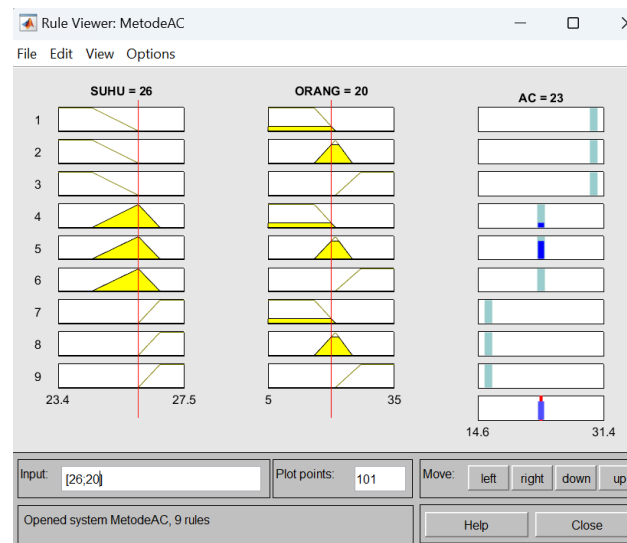 Rule Viewer: MetodeAC
File Edit View Options
SUHU = 26 ORANG = 20 AC = 23
1
2
3
4
5
6
7
8
9
23.4 27.5 5 35
14.6 31.4
Input: [26;20] Plot points: 101 Move: left right down up
Opened system MetodeAC, 9 rules Help Close